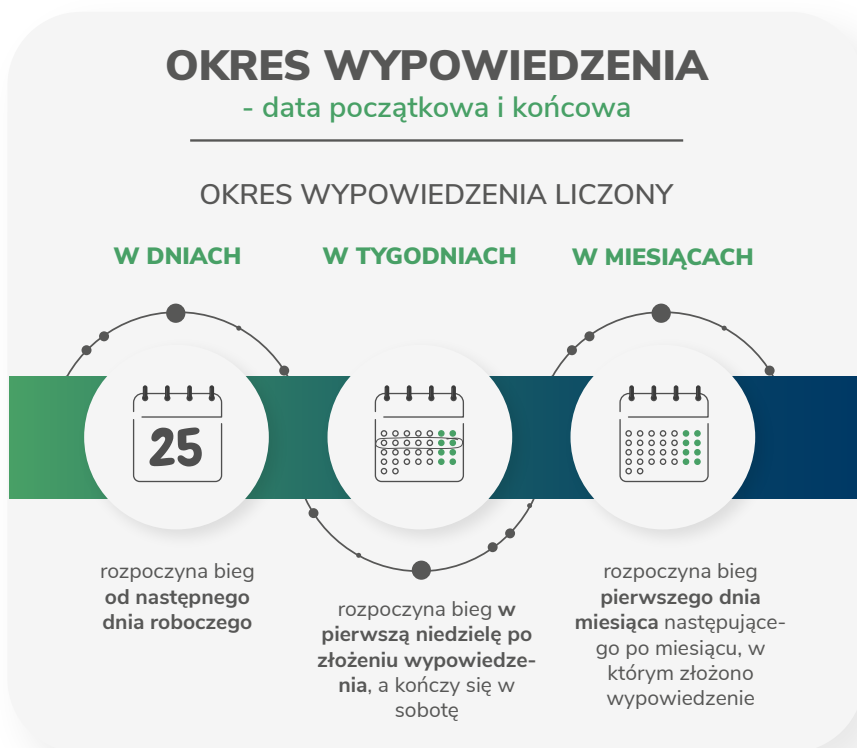 OKRES WYPOWIEDZENIA
- data początkowa i końcowa
OKRES WYPOWIEDZENIA LICZONY
W DNIACH
W TYGODNIACH
W MIESIĄCACH
25
rozpoczyna bieg
od następnego
dnia roboczego
rozpoczyna bieg w
pierwszą niedzielę po
złożeniu wypowiedze-
nia, a kończy się w
sobotę
rozpoczyna bieg
pierwszego dnia
miesiąca następujące-
go po miesiącu, w
którym złożono
wypowiedzenie